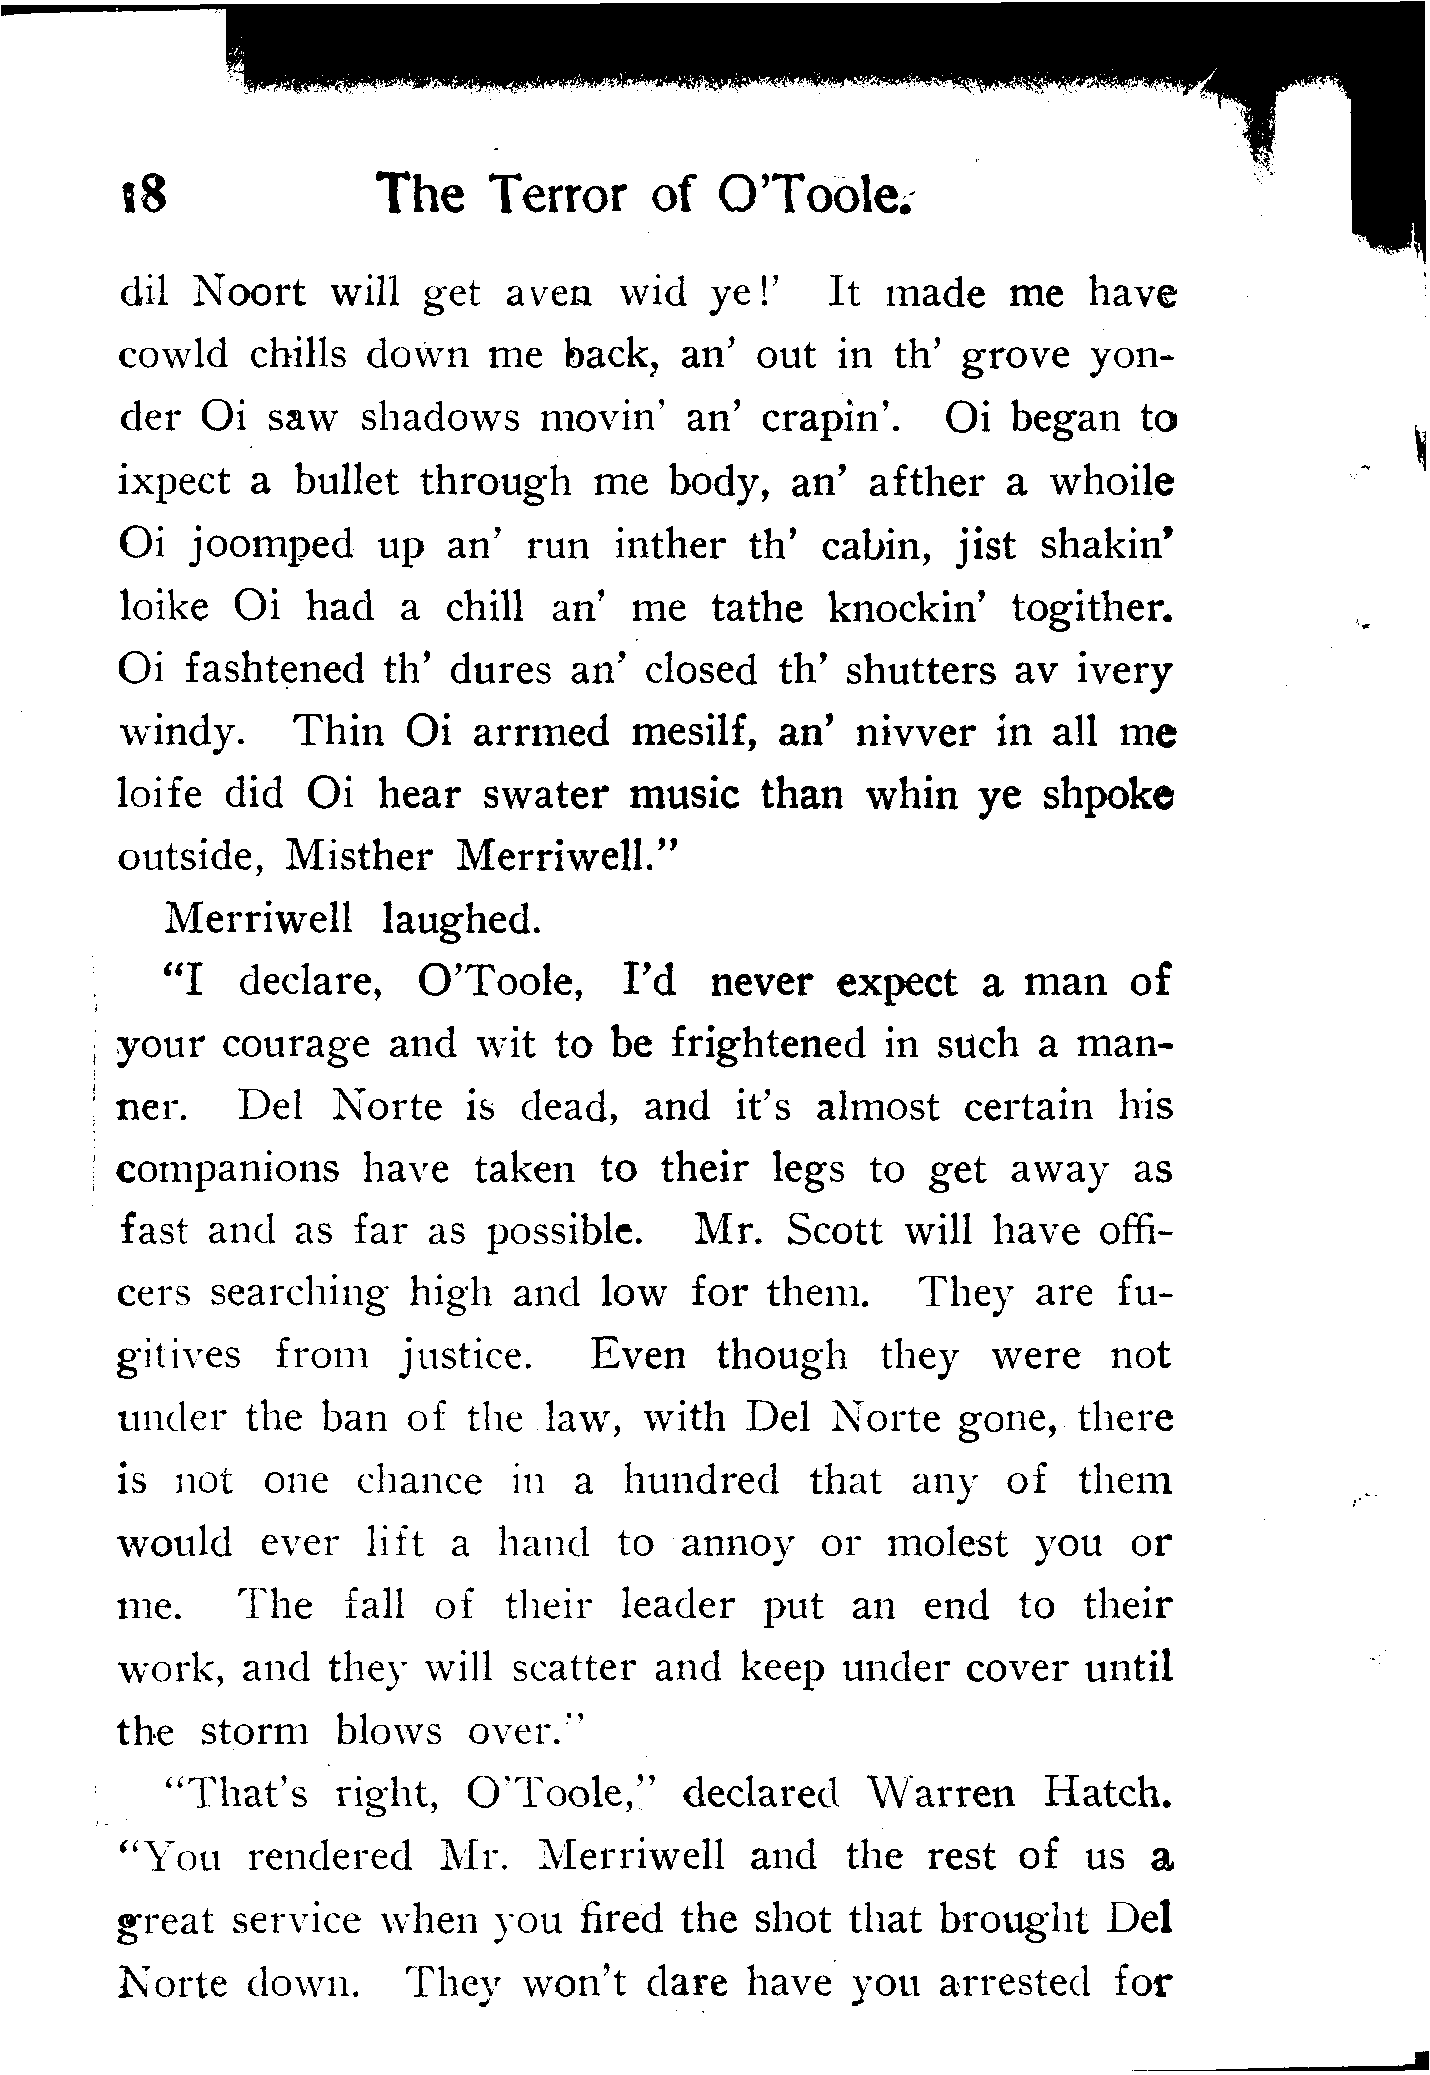 18 The Terror of O'Toole.
dil Noort will get aven wid ye!' It made me have
cowld chills down me back, an' out in th' grove yon-
der Oi saw shadows movin' an' crapin'. Oi began to
ixpect a bullet through me body, an' afther a whoile
Oi joomped up an' run inther th' cabin, jist shakin'
loike Oi had a chill an' me tathe knockin' togither.
Oi fashtened th' dures an' closed th' shutters av ivery
windy. Thin Oi arrmed mesilf, an' nivver in all me
loife did Oi hear swater music than whin ye shpoke
outside, Misther Merriwell."
Merriwell laughed.
"I declare, O'Toole, I'd never expect a man of
your courage and wit to be frightened in such a man-
ner. Del Norte is dead, and it's almost certain his
companions have taken to their legs to get away as
fast and as far as possible. Mr. Scott will have offi-
cers searching high and low for them. They are fu-
gitives from justice. Even though they were not
under the ban of the law, with Del Norte gone, there
is not one chance in a hundred that any of them
would ever lift a hand to annoy or molest you or
me. The fall of their leader put an end to their
work, and they will scatter and keep under cover until
the storm blows over."
"That's right, O'Toole," declared Warren Hatch.
"You rendered Mr. Merriwell and the rest of us a
great service when you fired the shot that brought Del
Norte down. They won't dare have you arrested for